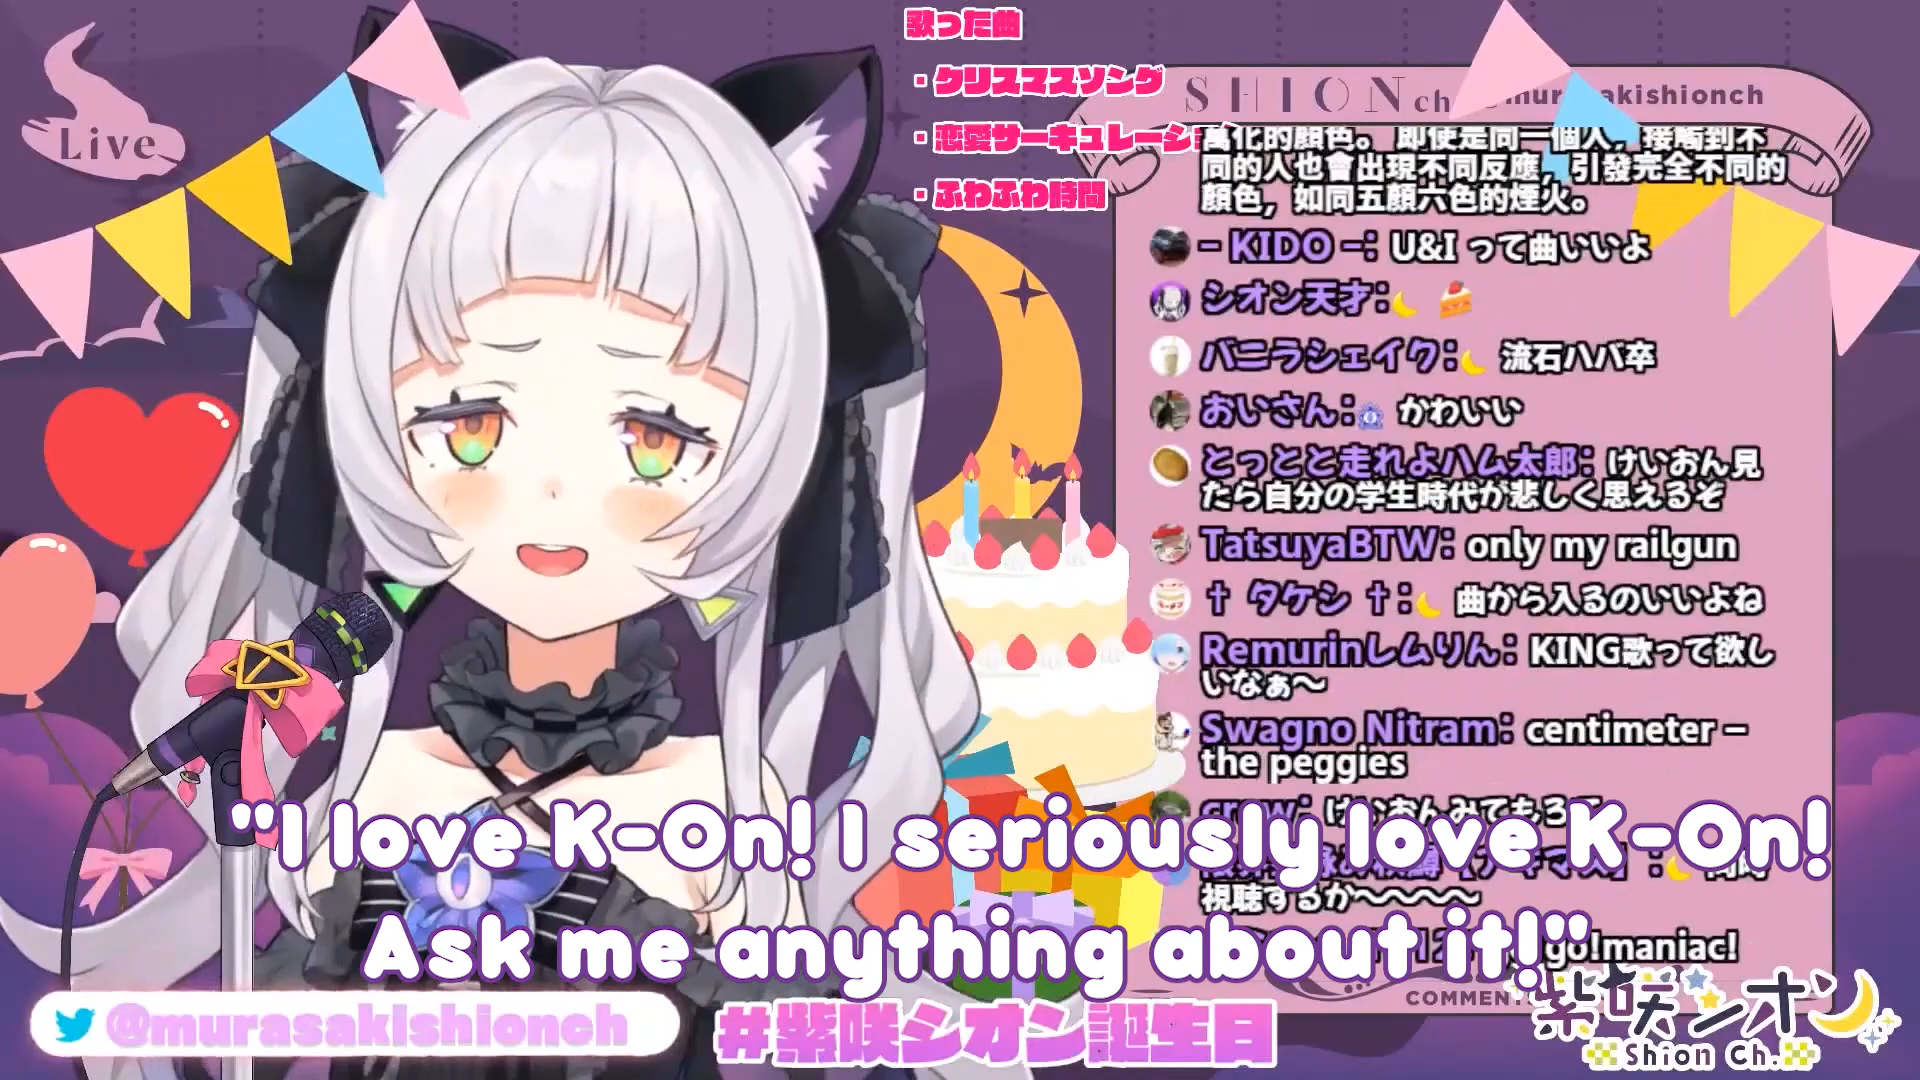 Live
歌った曲
・クリスマスソング
・恋愛サーキュレーション
・ふわふわ時間
SHION ch
murasakishionch
萬化的顏色。即使是同一個人,接觸到不
同的人也會出現不同反應,引發完全不同的
顏色，如同五顏六色的煙火。
- KIDO -: U&I って曲いいよ
シオン天才:
バニラシェイク: 流石ハバ卒
おいさん: かわいい
とっとと走れよハム太郎: けいおん見
たら自分の学生時代が悲しく思えるぞ
TatsuyaBTW: only my railgun
† タケシ †: 曲から入るのいいよね
Remurinレムりん: KING歌って欲し
いなぁ〜
Swagno Nitram: centimeter –
the peggies
視聴するか〜〜〜〜
go!maniac!
"I love K-On! I seriously love K-On!
Ask me anything about it!"
COMMENT
@murasakishionch
#紫咲シオン誕生日
紫咲シオン
Shion Ch.